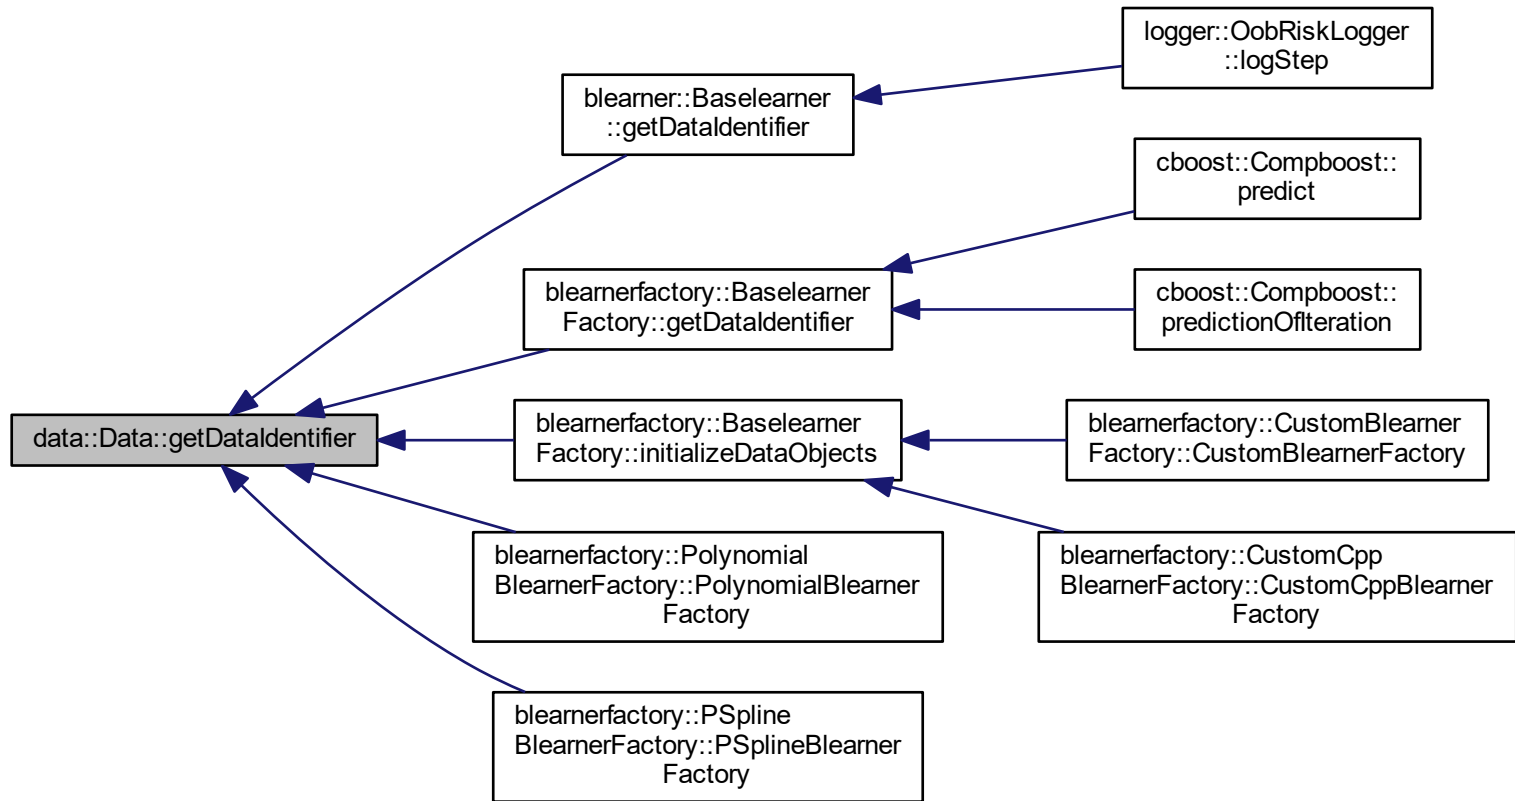 logger::OobRiskLogger
::logStep
blearner::Baselearner
::getDataIdentifier
cboost::Compboost::
predict
blearnerfactory::Baselearner
Factory::getDataIdentifier
cboost::Compboost::
predictionOfIteration
data::Data::getDataIdentifier
blearnerfactory::Baselearner
Factory::initializeDataObjects
blearnerfactory::CustomBlearner
Factory::CustomBlearnerFactory
blearnerfactory::Polynomial
BlearnerFactory::PolynomialBlearner
Factory
blearnerfactory::CustomCpp
BlearnerFactory::CustomCppBlearner
Factory
blearnerfactory::PSpline
BlearnerFactory::PSplineBlearner
Factory